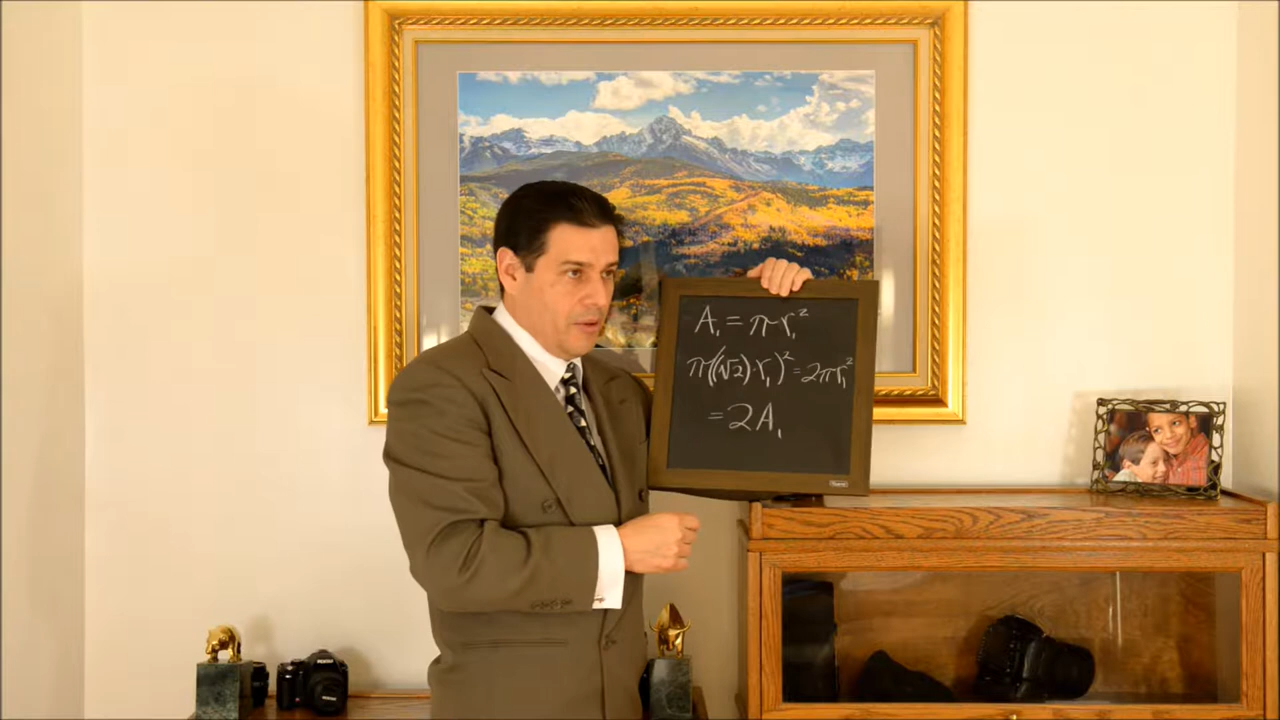 A₁ = πr₁²
π((√2)·r₁)² = 2πr₁²
= 2A₁